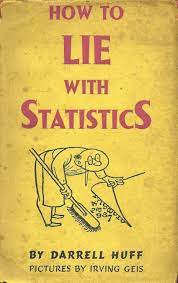 HOW TO
LIE
WITH
STATISTICS
BY DARRELL HUFF
PICTURES BY IRVING GEIS